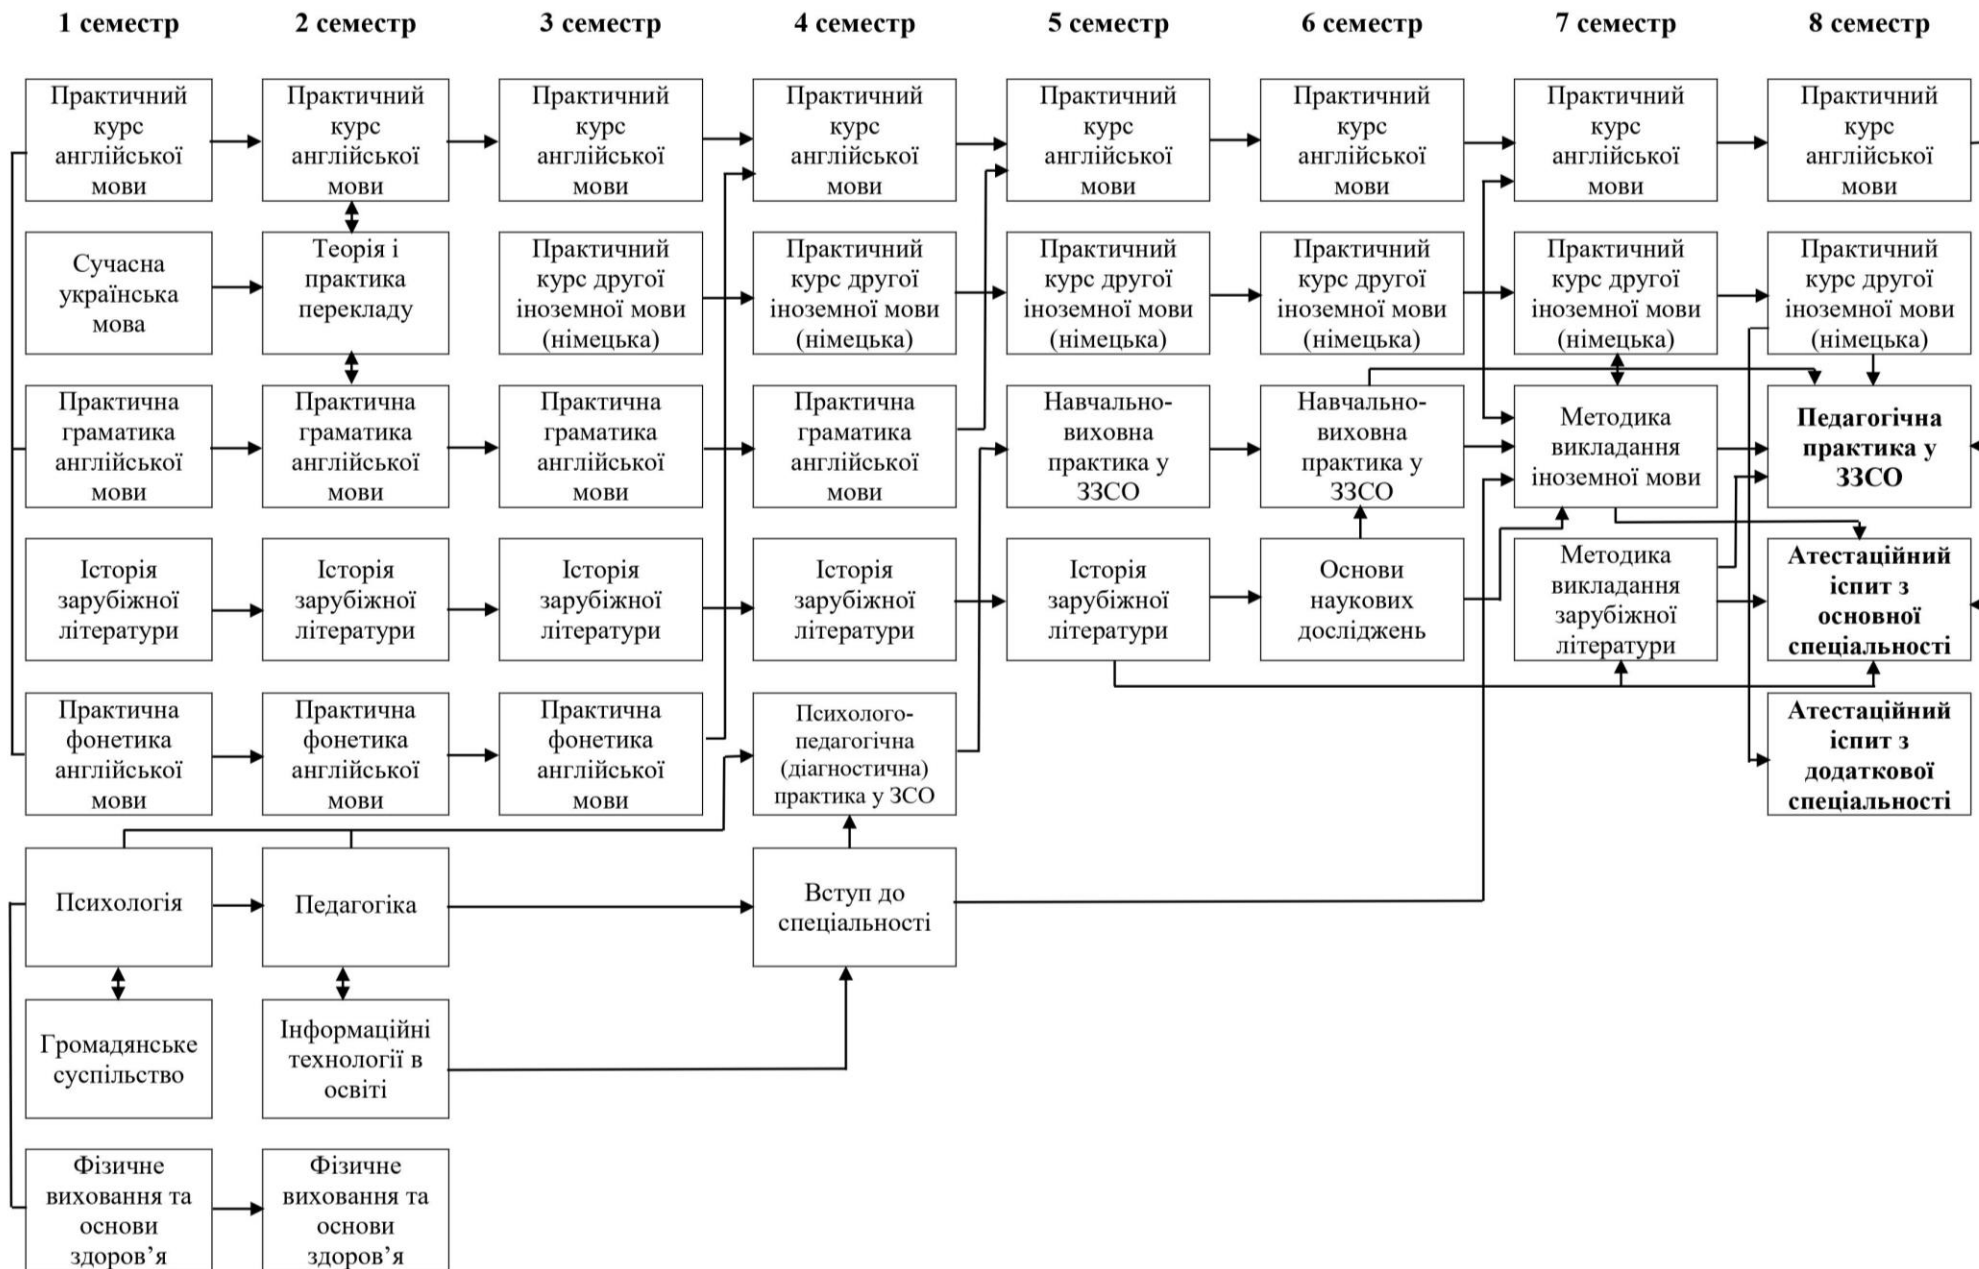 1 семестр
2 семестр
3 семестр
4 семестр
5 семестр
6 семестр
7 семестр
8 семестр
Практичний
курс
англійської
мови
Практичний
курс
англійської
мови
Практичний
курс
англійської
мови
Практичний
курс
англійської
мови
Практичний
курс
англійської
мови
Практичний
курс
англійської
мови
Практичний
курс
англійської
мови
Практичний
курс
англійської
мови
Сучасна
українська
мова
Теорія і
практика
перекладу
Практичний
курс другої
іноземної мови
(німецька)
Практичний
курс другої
іноземної мови
(німецька)
Практичний
курс другої
іноземної мови
(німецька)
Практичний
курс другої
іноземної мови
(німецька)
Практичний
курс другої
іноземної мови
(німецька)
Практичний
курс другої
іноземної мови
(німецька)
Практична
граматика
англійської
мови
Практична
граматика
англійської
мови
Практична
граматика
англійської
мови
Практична
граматика
англійської
мови
Навчально-
виховна
практика у
ЗЗСО
Навчально-
виховна
практика у
ЗЗСО
Методика
викладання
іноземної мови
Педагогічна
практика у
ЗЗСО
Історія
зарубіжної
літератури
Історія
зарубіжної
літератури
Історія
зарубіжної
літератури
Історія
зарубіжної
літератури
Історія
зарубіжної
літератури
Основи
наукових
досліджень
Методика
викладання
зарубіжної
літератури
Атестаційний
іспит з
основної
спеціальності
Практична
фонетика
англійської
мови
Практична
фонетика
англійської
мови
Практична
фонетика
англійської
мови
Психолого-
педагогічна
(діагностична)
практика у ЗСО
Атестаційний
іспит з
додаткової
спеціальності
Психологія
Педагогіка
Вступ до
спеціальності
Громадянське
суспільство
Інформаційні
технології в
освіті
Фізичне
виховання та
основи
здоров’я
Фізичне
виховання та
основи
здоров’я